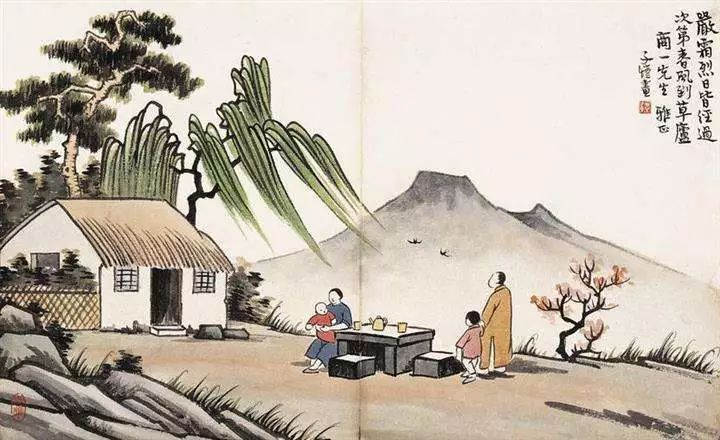 嚴霜烈日皆經過
次第春風到草廬
商一先生 雅正
子愷畫